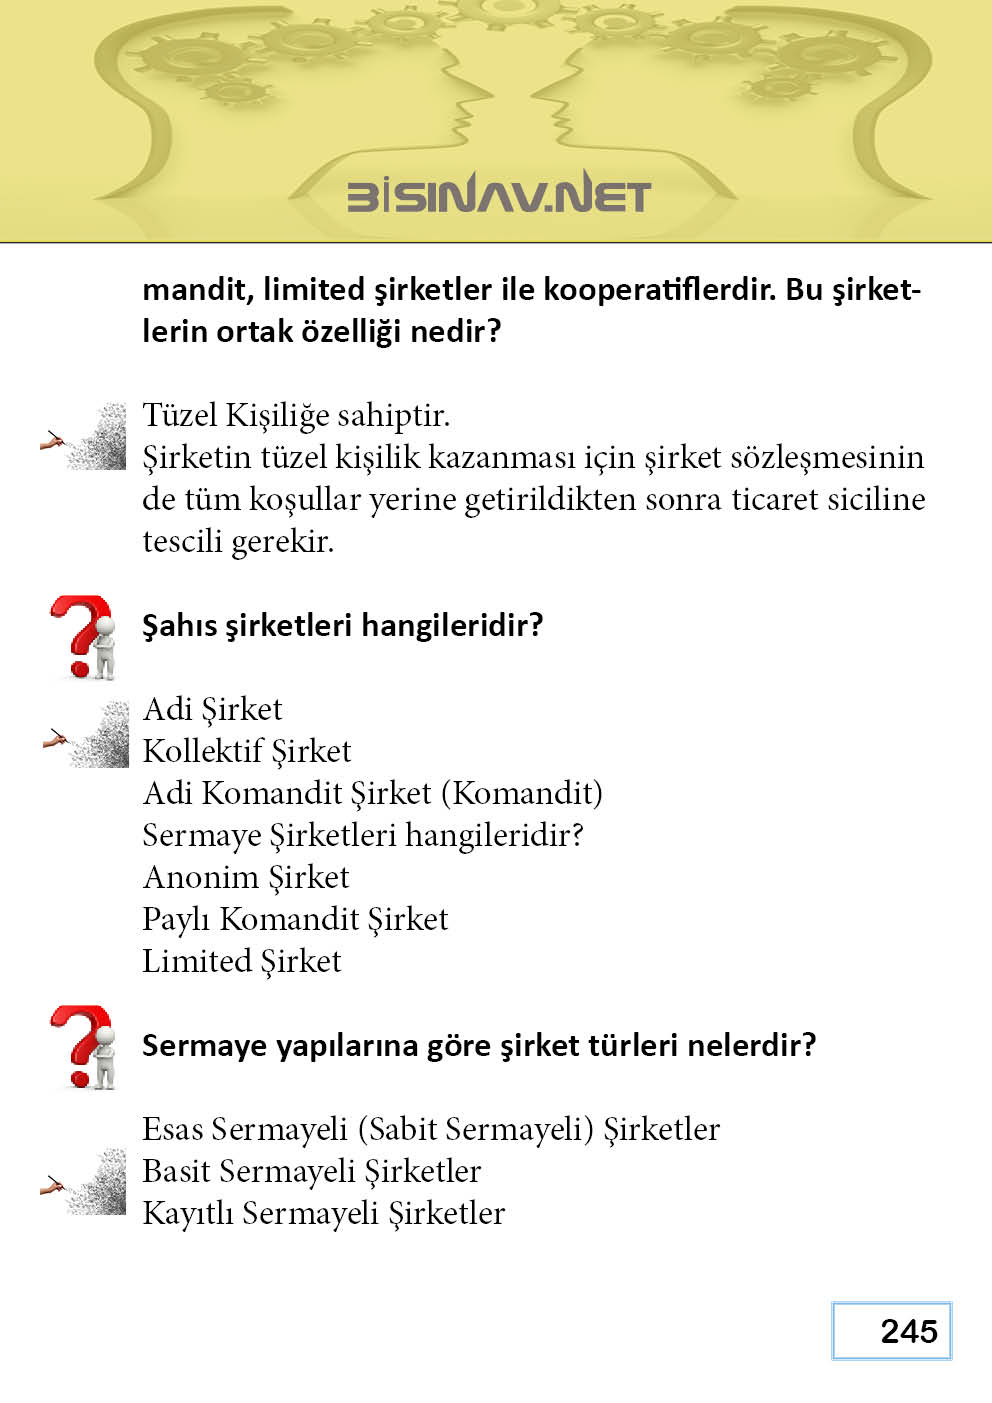 BİSINAV.NET
mandit, limited şirketler ile kooperatiflerdir. Bu şirket-
lerin ortak özelliği nedir?
Tüzel Kişiliğe sahiptir.
Şirketin tüzel kişilik kazanması için şirket sözleşmesinin
de tüm koşullar yerine getirildikten sonra ticaret siciline
tescili gerekir.
Şahıs şirketleri hangileridir?
Adi Şirket
Kollektif Şirket
Adi Komandit Şirket (Komandit)
Sermaye Şirketleri hangileridir?
Anonim Şirket
Paylı Komandit Şirket
Limited Şirket
Sermaye yapılarına göre şirket türleri nelerdir?
Esas Sermayeli (Sabit Sermayeli) Şirketler
Basit Sermayeli Şirketler
Kayıtlı Sermayeli Şirketler
245